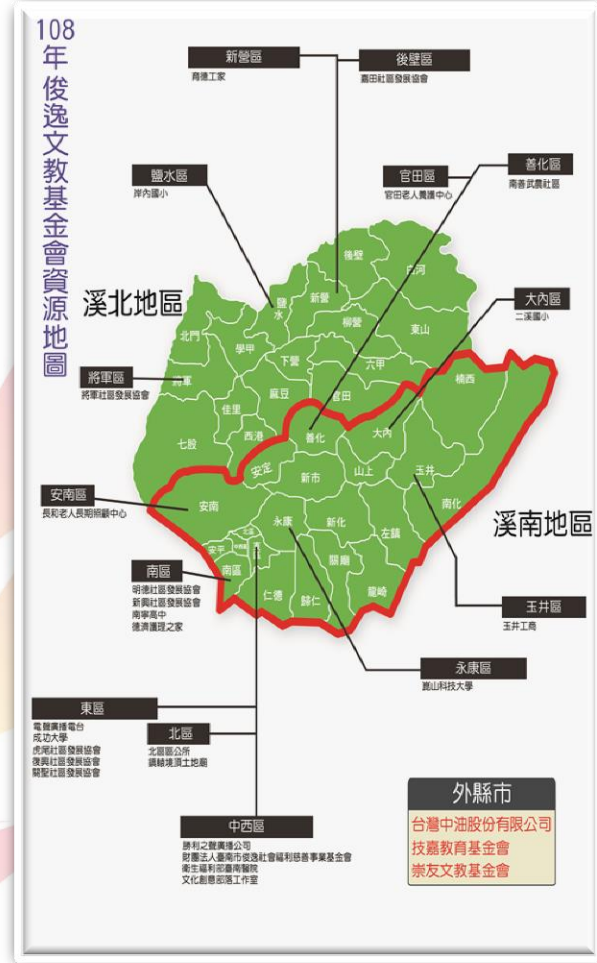 108年俊逸文教基金會資源地圖
新營區
育德工家
後壁區
嘉田社區發展協會
鹽水區
岸內國小
官田區
官田老人養護中心
善化區
南善武農社區
大內區
二溪國小
溪北地區
將軍區
將軍社區發展協會
後壁
白河
鹽水
新營
柳營
東山
北門
學甲
下營
六甲
將軍
麻豆
官田
楠西
佳里
七股
西港
善化
大內
安定
新市
山上
玉井
安南
南化
永康
新化
左鎮
北區
安平
中西區
東
關廟
南區
仁德
歸仁
龍崎
溪南地區
安南區
長和老人長期照顧中心
南區
明德社區發展協會
新興社區發展協會
南寧高中
德濟護理之家
玉井區
玉井工商
永康區
崑山科技大學
東區
電聲廣播電台
成功大學
虎尾社區發展協會
復興社區發展協會
關聖社區發展協會
北區
北區區公所
鎮轅境頂土地廟
中西區
勝利之聲廣播公司
財團法人臺南市俊逸社會福利慈善事業基金會
衛生福利部臺南醫院
文化創意部落工作室
外縣市
台灣中油股份有限公司
技嘉教育基金會
崇友文教基金會